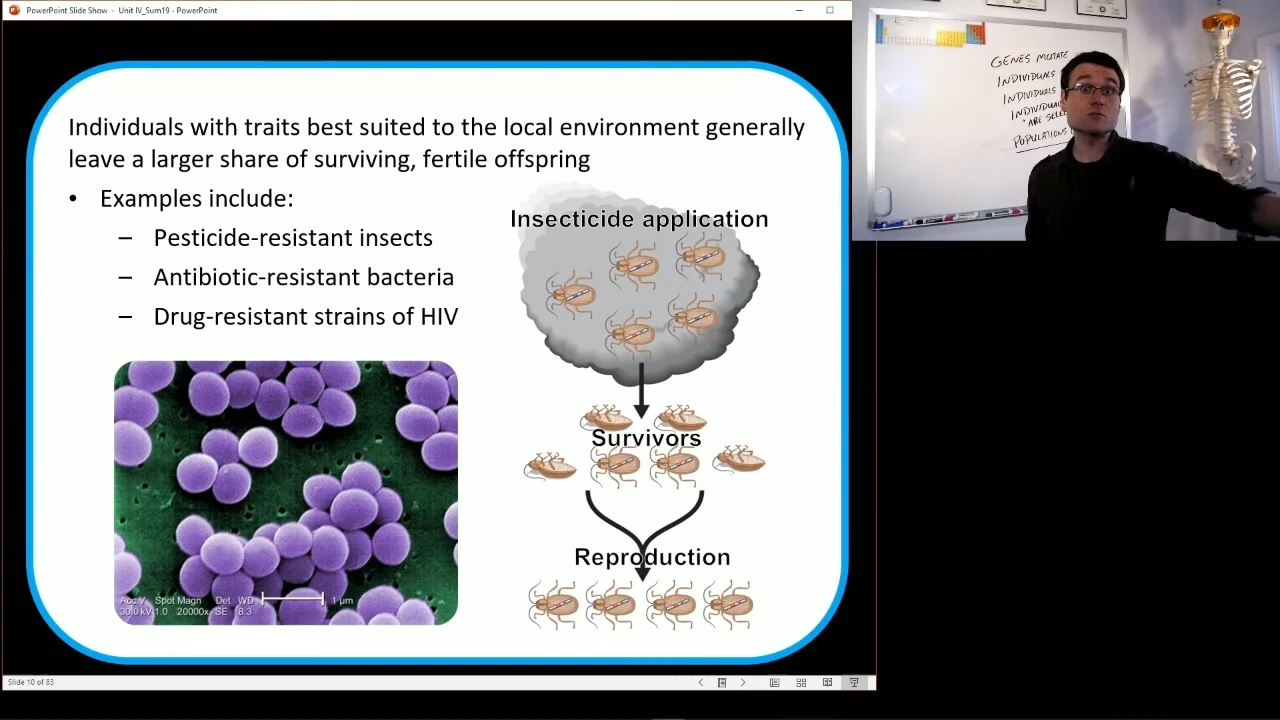 PowerPoint Slide Show - Unit IV_Sum19 - PowerPoint
Individuals with traits best suited to the local environment generally
leave a larger share of surviving, fertile offspring
• Examples include:
– Pesticide-resistant insects
– Antibiotic-resistant bacteria
– Drug-resistant strains of HIV
Insecticide application
Survivors
Reproduction
Acc.V Spot Magn Det WD
30.0 kV 1.0 20000x SE 8.3
1 µm
Slide 10 of 83
GENES MUTATE
INDIVIDUALS
INDIVIDUALS
INDIVIDUAL
"ARE SELE
POPULATIONS